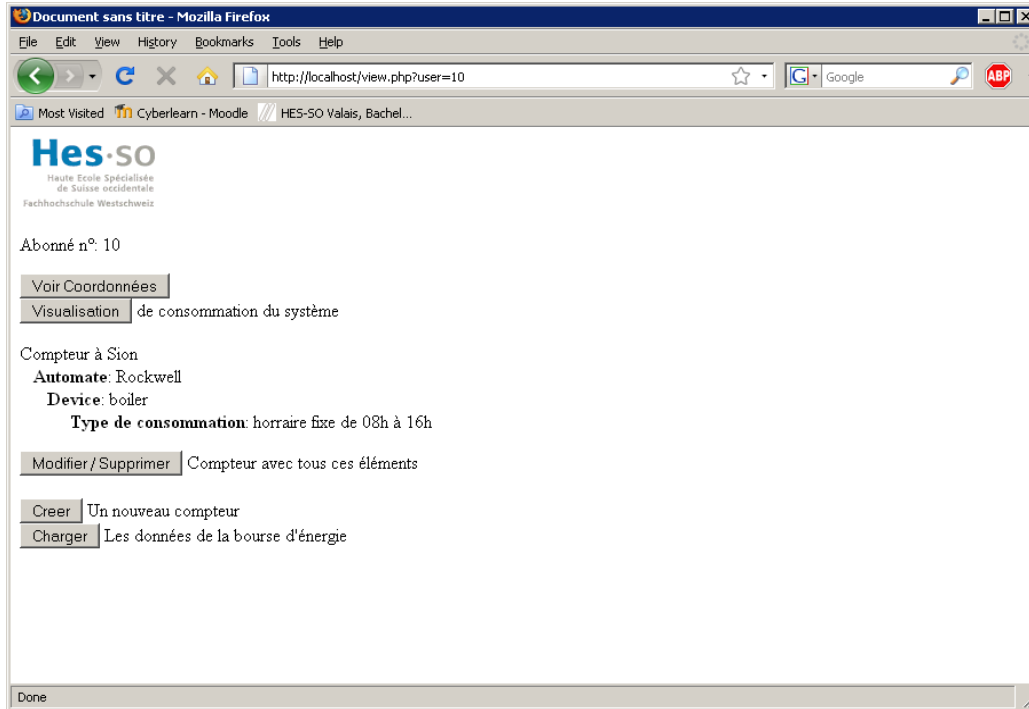 Document sans titre - Mozilla Firefox
File Edit View History Bookmarks Tools Help
http://localhost/view.php?user=10 G Google ABP
Most Visited Cyberlearn - Moodle HES-SO Valais, Bachel...
Hes·so
Haute Ecole Spécialisée
de Suisse occidentale
Fachhochschule Westschweiz
Abonné n°: 10
Voir Coordonnées
Visualisation de consommation du système
Compteur à Sion
Automate: Rockwell
Device: boiler
Type de consommation: horraire fixe de 08h à 16h
Modifier / Supprimer Compteur avec tous ces éléments
Creer Un nouveau compteur
Charger Les données de la bourse d'énergie
Done